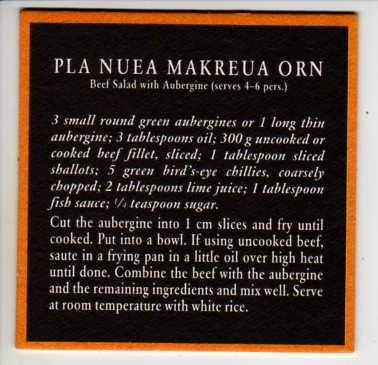 PLA NUEA MAKREUA ORN
Beef Salad with Aubergine (serves 4–6 pers.)
3 small round green aubergines or 1 long thin
aubergine; 3 tablespoons oil; 300 g uncooked or
cooked beef fillet, sliced; 1 tablespoon sliced
shallots; 5 green bird's-eye chillies, coarsely
chopped; 2 tablespoons lime juice; 1 tablespoon
fish sauce; ¼ teaspoon sugar.
Cut the aubergine into 1 cm slices and fry until
cooked. Put into a bowl. If using uncooked beef,
saute in a frying pan in a little oil over high heat
until done. Combine the beef with the aubergine
and the remaining ingredients and mix well. Serve
at room temperature with white rice.